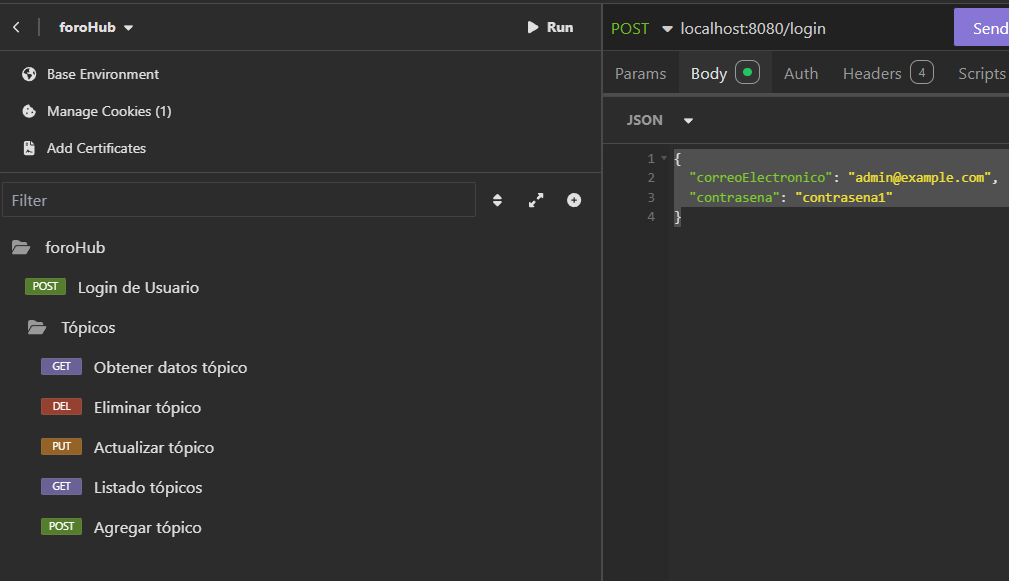 foroHub
Run
Base Environment
Manage Cookies (1)
Add Certificates
Filter
foroHub
POST Login de Usuario
Tópicos
GET Obtener datos tópico
DEL Eliminar tópico
PUT Actualizar tópico
GET Listado tópicos
POST Agregar tópico
POST localhost:8080/login Send
Params Body Auth Headers 4 Scripts
JSON
1 {
2 "correoElectronico": "admin@example.com",
3 "contrasena": "contrasena1"
4 }